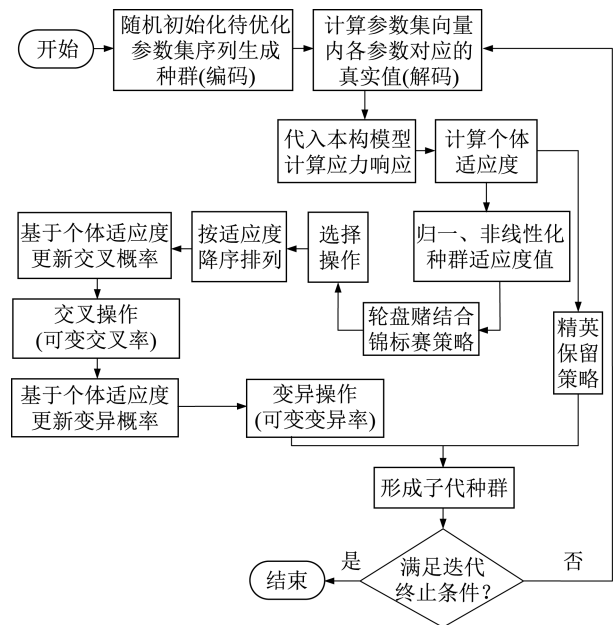 开始
随机初始化待优化
参数集序列生成
种群(编码)
计算参数集向量
内各参数对应的
真实值(解码)
代入本构模型
计算应力响应
计算个体
适应度
归一、非线性化
种群适应度值
轮盘赌结合
锦标赛策略
选择
操作
按适应度
降序排列
基于个体适应度
更新交叉概率
交叉操作
(可变交叉率)
基于个体适应度
更新变异概率
变异操作
(可变变异率)
精英
保留
策略
形成子代种群
满足迭代
终止条件?
是
否
结束